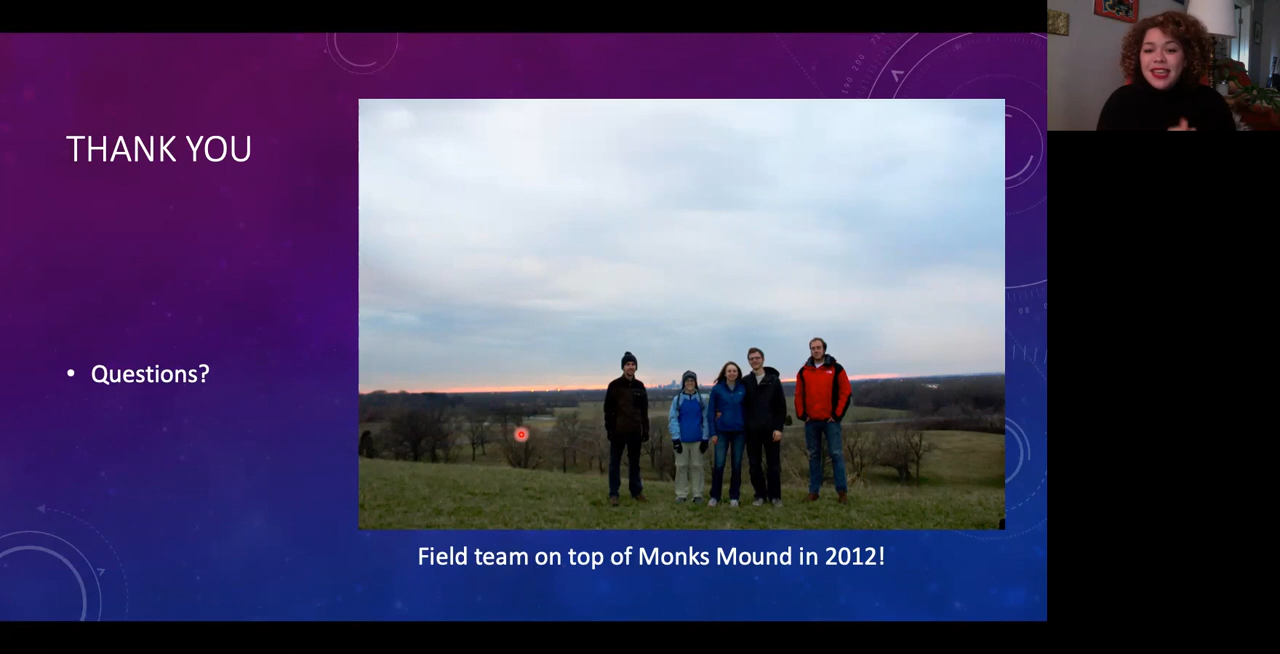 THANK YOU
• Questions?
Field team on top of Monks Mound in 2012!